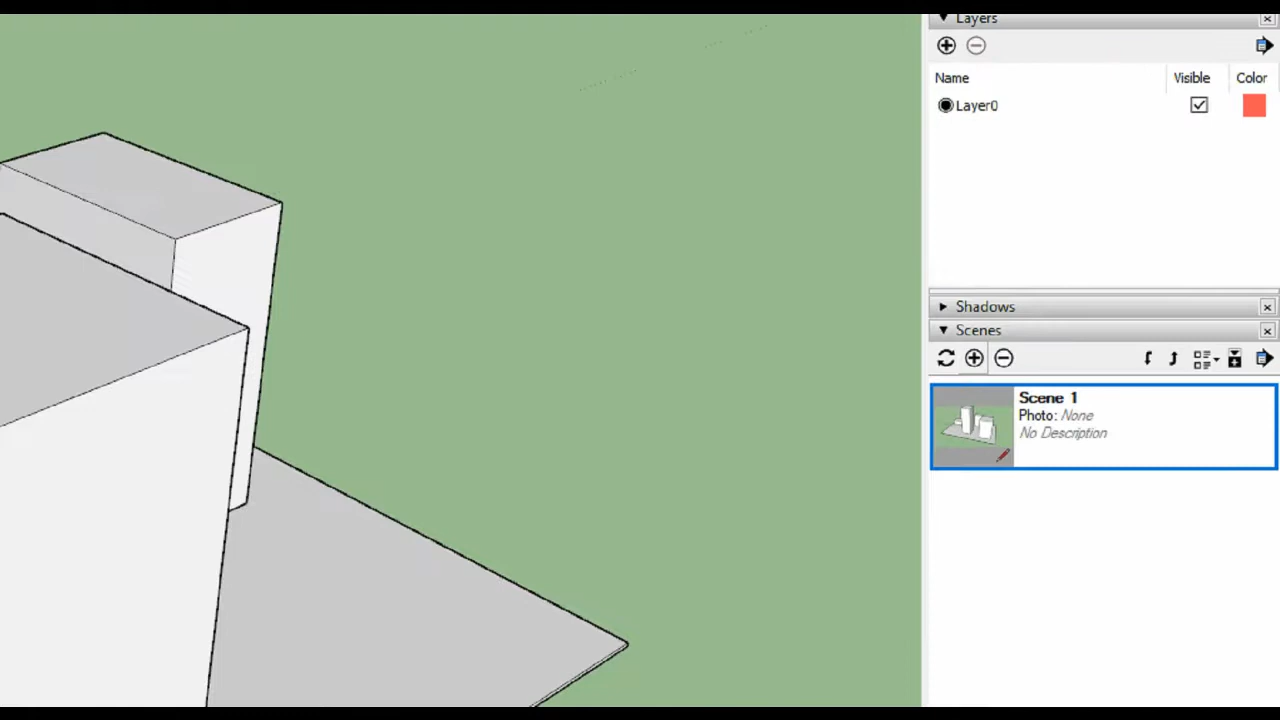 Layers
Name Visible Color
Layer0
Shadows
Scenes
Scene 1
Photo: None
No Description